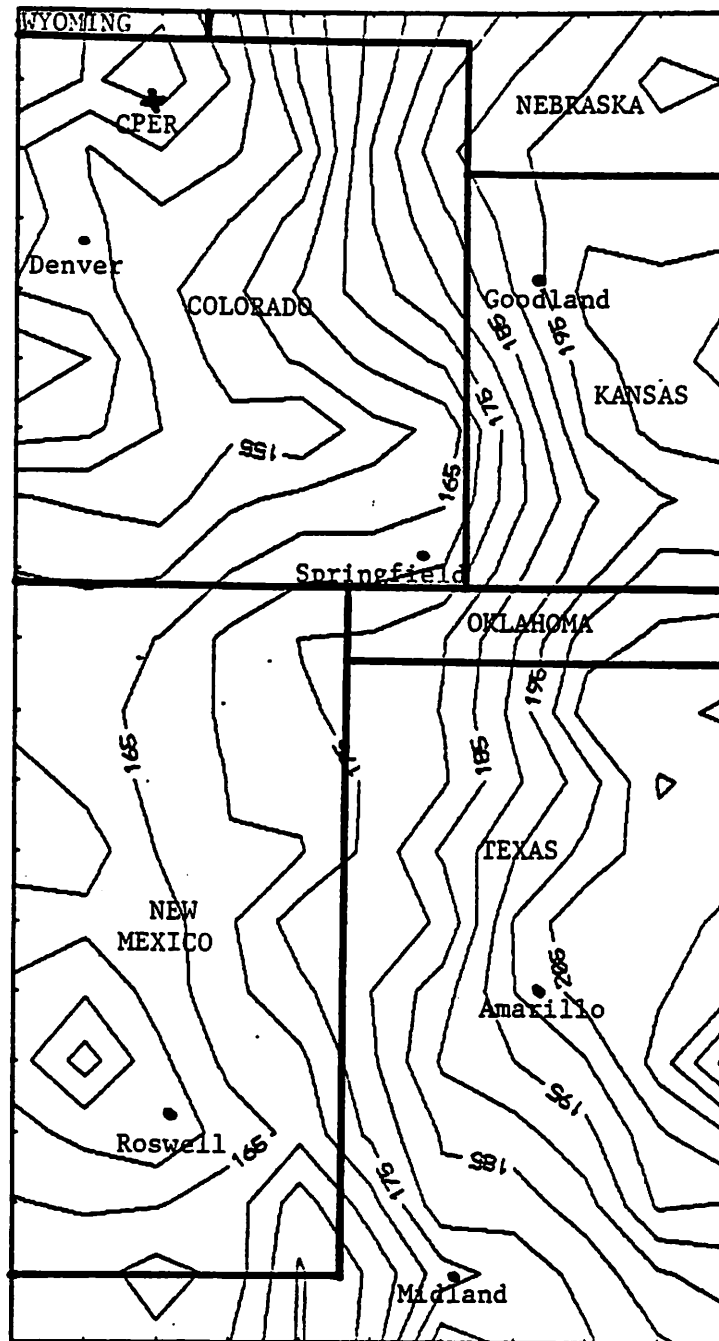 WYOMING
CPER
NEBRASKA
Denver
COLORADO
Goodland
185
195
KANSAS
175
155
165
Springfield
OKLAHOMA
195
165
185
TEXAS
NEW
MEXICO
205
Amarillo
195
Roswell
165
185
175
Midland